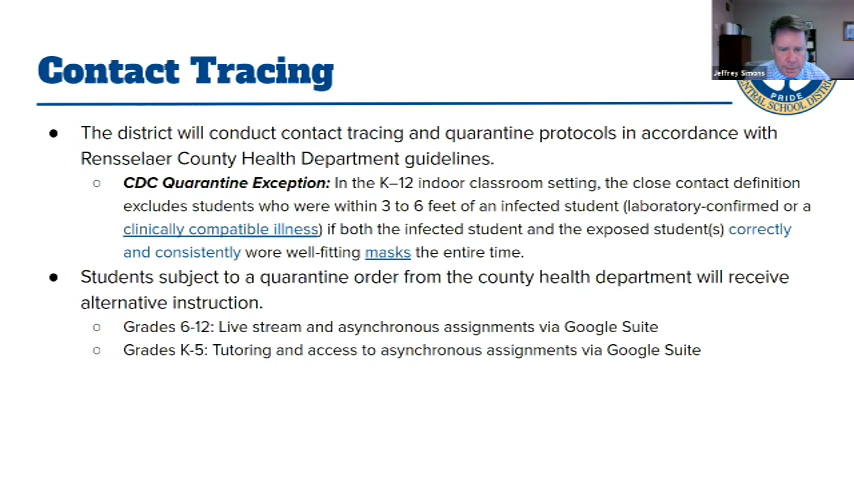 Jeffrey Simons
Contact Tracing
PRIDE
CENTRAL SCHOOL DISTRI
● The district will conduct contact tracing and quarantine protocols in accordance with
Rensselaer County Health Department guidelines.
○ CDC Quarantine Exception: In the K–12 indoor classroom setting, the close contact definition
excludes students who were within 3 to 6 feet of an infected student (laboratory-confirmed or a
clinically compatible illness) if both the infected student and the exposed student(s) correctly
and consistently wore well-fitting masks the entire time.
● Students subject to a quarantine order from the county health department will receive
alternative instruction.
○ Grades 6-12: Live stream and asynchronous assignments via Google Suite
○ Grades K-5: Tutoring and access to asynchronous assignments via Google Suite